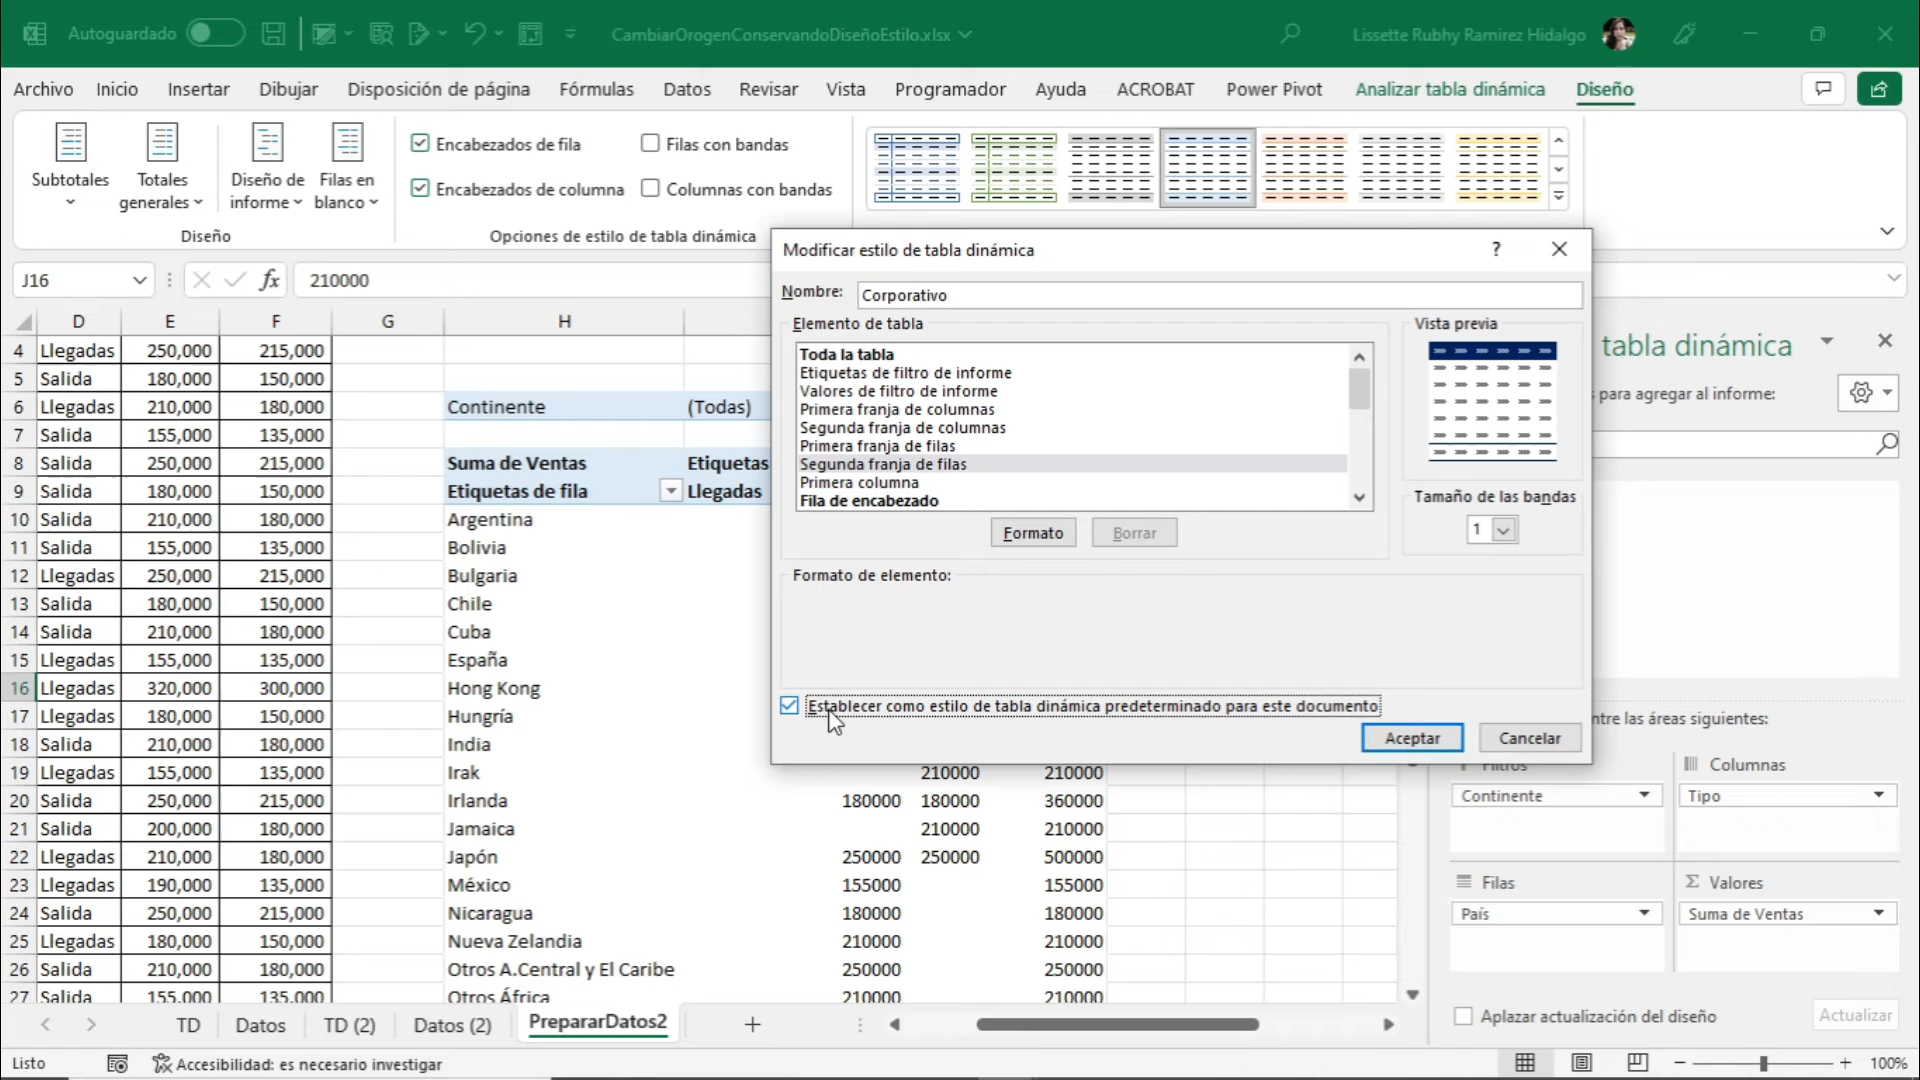 Autoguardado
CambiarOrogenConservandoDiseñoEstilo.xlsx
Lissette Rubhy Ramirez Hidalgo
Archivo Inicio Insertar Dibujar Disposición de página Fórmulas Datos Revisar Vista Programador Ayuda ACROBAT Power Pivot Analizar tabla dinámica Diseño
Subtotales
Totales generales
Diseño de informe
Filas en blanco
Encabezados de fila
Filas con bandas
Encabezados de columna
Columnas con bandas
Diseño
Opciones de estilo de tabla dinámica
J16
fx
210000
Modificar estilo de tabla dinámica
?
Nombre: Corporativo
Elemento de tabla
Toda la tabla
Etiquetas de filtro de informe
Valores de filtro de informe
Primera franja de columnas
Segunda franja de columnas
Primera franja de filas
Segunda franja de filas
Primera columna
Fila de encabezado
Formato
Borrar
Vista previa
Tamaño de las bandas
1
Formato de elemento:
Establecer como estilo de tabla dinámica predeterminado para este documento
Aceptar
Cancelar
D E F G H
4 Llegadas 250,000 215,000
5 Salida 180,000 150,000
6 Llegadas 210,000 180,000 Continente (Todas)
7 Salida 155,000 135,000
8 Salida 250,000 215,000 Suma de Ventas Etiquetas
9 Salida 180,000 150,000 Etiquetas de fila Llegadas
10 Salida 210,000 180,000 Argentina
11 Salida 155,000 135,000 Bolivia
12 Llegadas 250,000 215,000 Bulgaria
13 Salida 180,000 150,000 Chile
14 Salida 210,000 180,000 Cuba
15 Llegadas 155,000 135,000 España
16 Llegadas 320,000 300,000 Hong Kong
17 Llegadas 180,000 150,000 Hungría
18 Salida 210,000 180,000 India
19 Llegadas 155,000 135,000 Irak 210000 210000
20 Salida 250,000 215,000 Irlanda 180000 180000 360000
21 Salida 200,000 180,000 Jamaica 210000 210000
22 Llegadas 210,000 180,000 Japón 250000 250000 500000
23 Llegadas 190,000 135,000 México 155000 155000
24 Salida 250,000 215,000 Nicaragua 180000 180000
25 Llegadas 180,000 150,000 Nueva Zelandia 210000 210000
26 Salida 210,000 180,000 Otros A.Central y El Caribe 250000 250000
27 Salida 155,000 135,000 Otros África 210000 210000
tabla dinámica
para agregar al informe:
ntre las áreas siguientes:
Filtros
Columnas
Continente
Tipo
Filas
Σ Valores
País
Suma de Ventas
Aplazar actualización del diseño
Actualizar
TD Datos TD (2) Datos (2) PrepararDatos2
Listo
Accesibilidad: es necesario investigar
100%